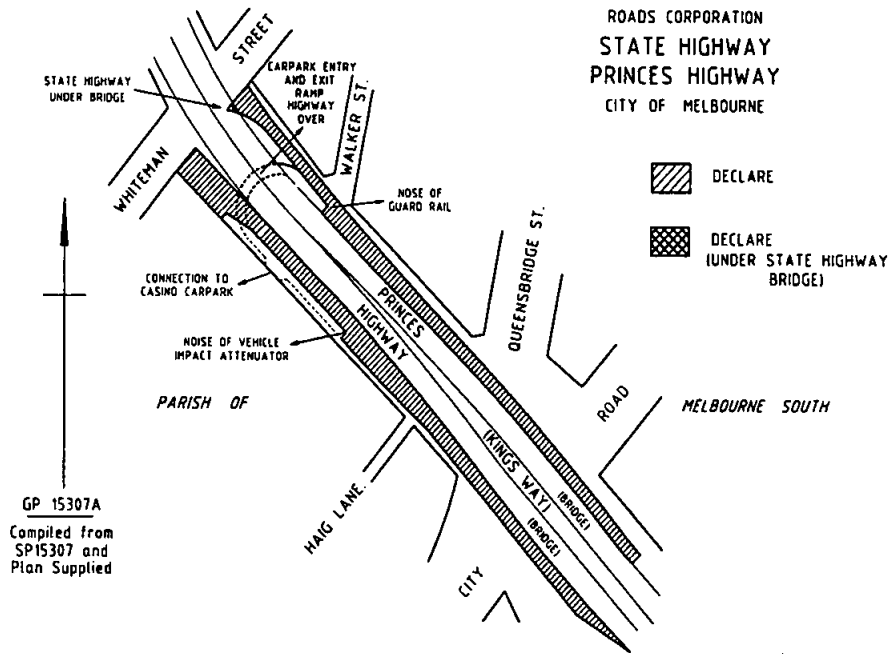 ROADS CORPORATION
STATE HIGHWAY
PRINCES HIGHWAY
CITY OF MELBOURNE
DECLARE
DECLARE
(UNDER STATE HIGHWAY
BRIDGE)
STREET
CARPARK ENTRY
AND EXIT
RAMP
HIGHWAY
OVER
STATE HIGHWAY
UNDER BRIDGE
WALKER ST.
WHITEMAN
NOSE OF
GUARD RAIL
QUEENSBRIDGE ST.
CONNECTION TO
CASINO CARPARK
PRINCES
HIGHWAY
NOISE OF VEHICLE
IMPACT ATTENUATOR
PARISH OF
ROAD
MELBOURNE SOUTH
(KINGS WAY)
(BRIDGE)
(BRIDGE)
HAIG LANE.
CITY
GP 15307A
Compiled from
SP15307 and
Plan Supplied